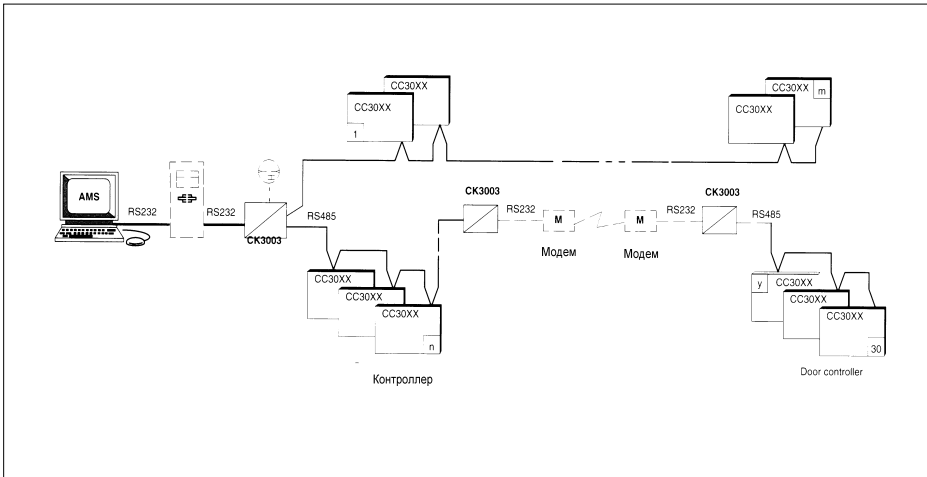 CC30XX
CC30XX
1
CC30XX
m
CC30XX
AMS
RS232
RS232
CK3003
RS485
CK3003
RS232
M
Модем
M
Модем
RS232
CK3003
RS485
CC30XX
CC30XX
CC30XX
n
Контроллер
y
CC30XX
CC30XX
CC30XX
30
Door controller